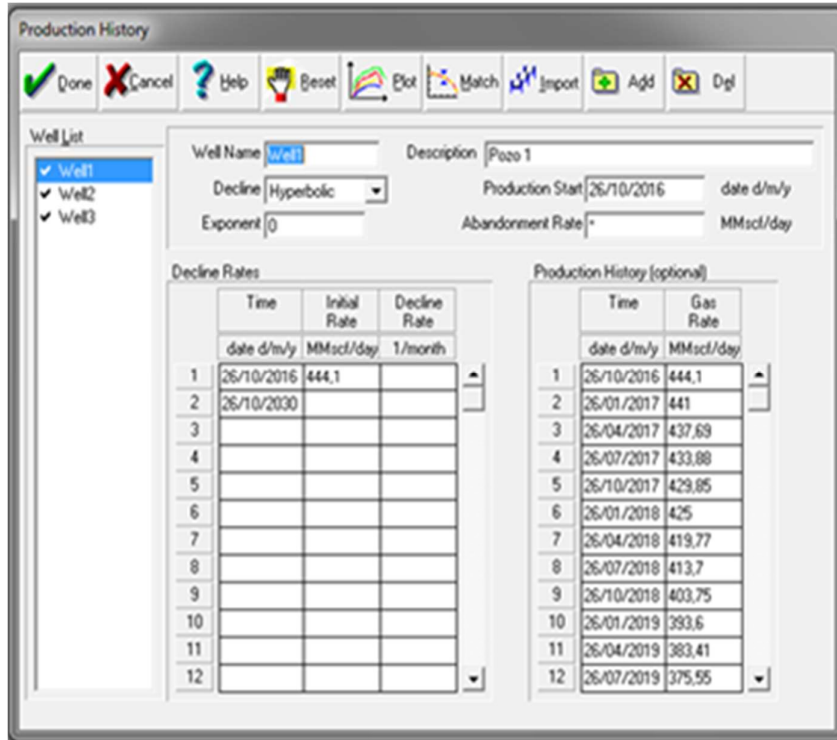 Production History
Done Cancel Help Reset Plot Match Import Add Del
Well List
Well1
Well2
Well3
Well Name Well1 Description Pozo 1
Decline Hyperbolic Production Start 26/10/2016 date d/m/y
Exponent 0 Abandonment Rate * MMscf/day
Decline Rates
Time Initial Rate Decline Rate
date d/m/y MMscf/day 1/month
1 26/10/2016 444,1
2 26/10/2030
3
4
5
6
7
8
9
10
11
12
Production History (optional)
Time Gas Rate
date d/m/y MMscf/day
1 26/10/2016 444,1
2 26/01/2017 441
3 26/04/2017 437,69
4 26/07/2017 433,88
5 26/10/2017 429,85
6 26/01/2018 425
7 26/04/2018 419,77
8 26/07/2018 413,7
9 26/10/2018 403,75
10 26/01/2019 393,6
11 26/04/2019 383,41
12 26/07/2019 375,55